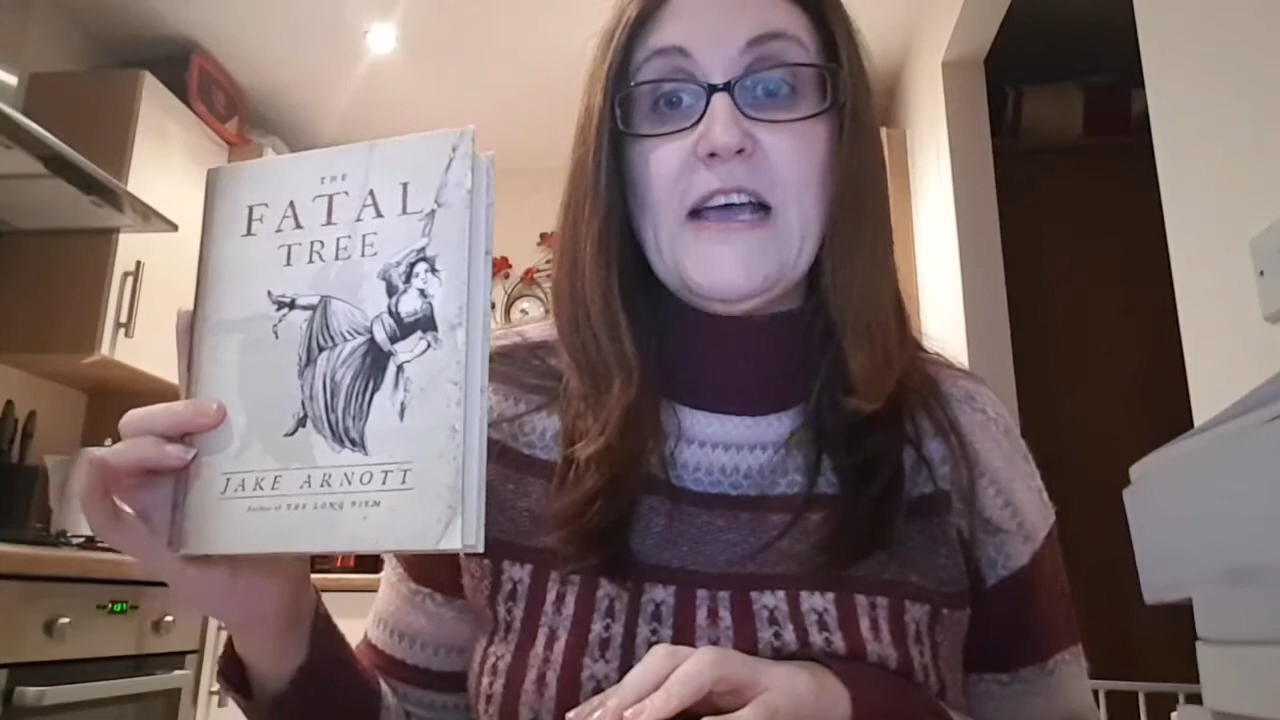 THE
FATAL
TREE
JAKE ARNOTT
Author of THE LONG FIRM